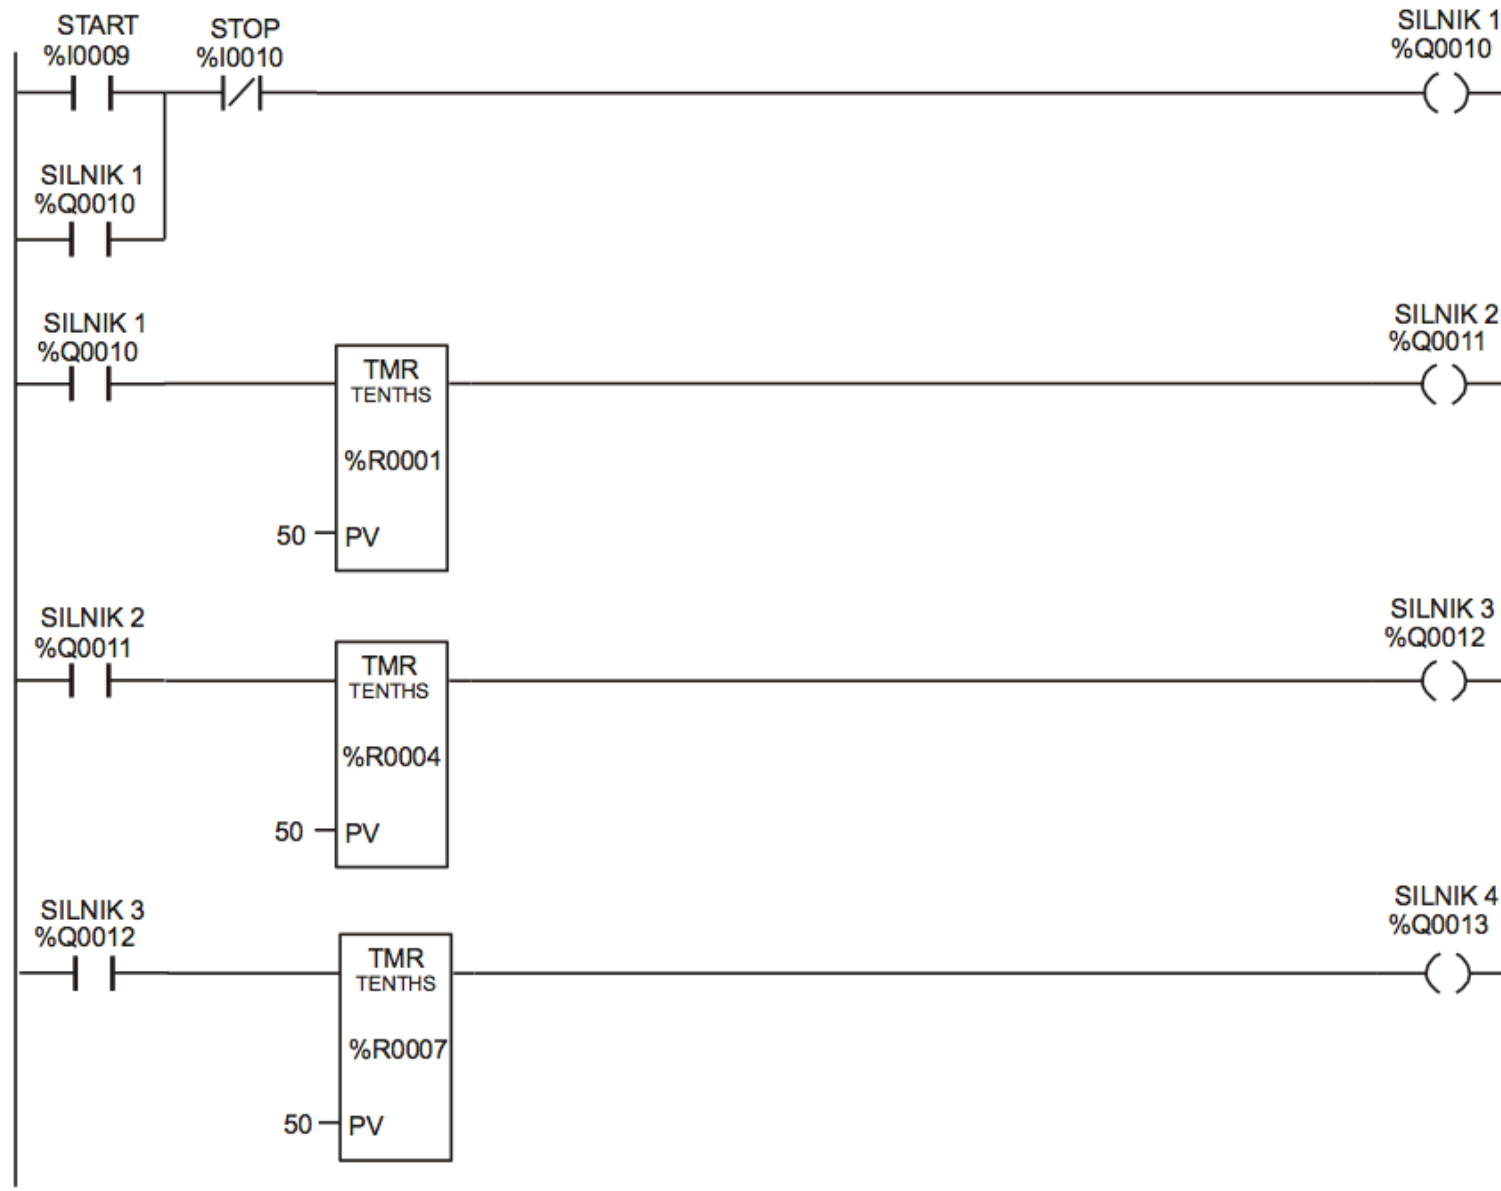 START
%I0009
STOP
%I0010
SILNIK 1
%Q0010
SILNIK 1
%Q0010
SILNIK 1
%Q0010
TMR
TENTHS
%R0001
50
PV
SILNIK 2
%Q0011
SILNIK 2
%Q0011
TMR
TENTHS
%R0004
50
PV
SILNIK 3
%Q0012
SILNIK 3
%Q0012
TMR
TENTHS
%R0007
50
PV
SILNIK 4
%Q0013